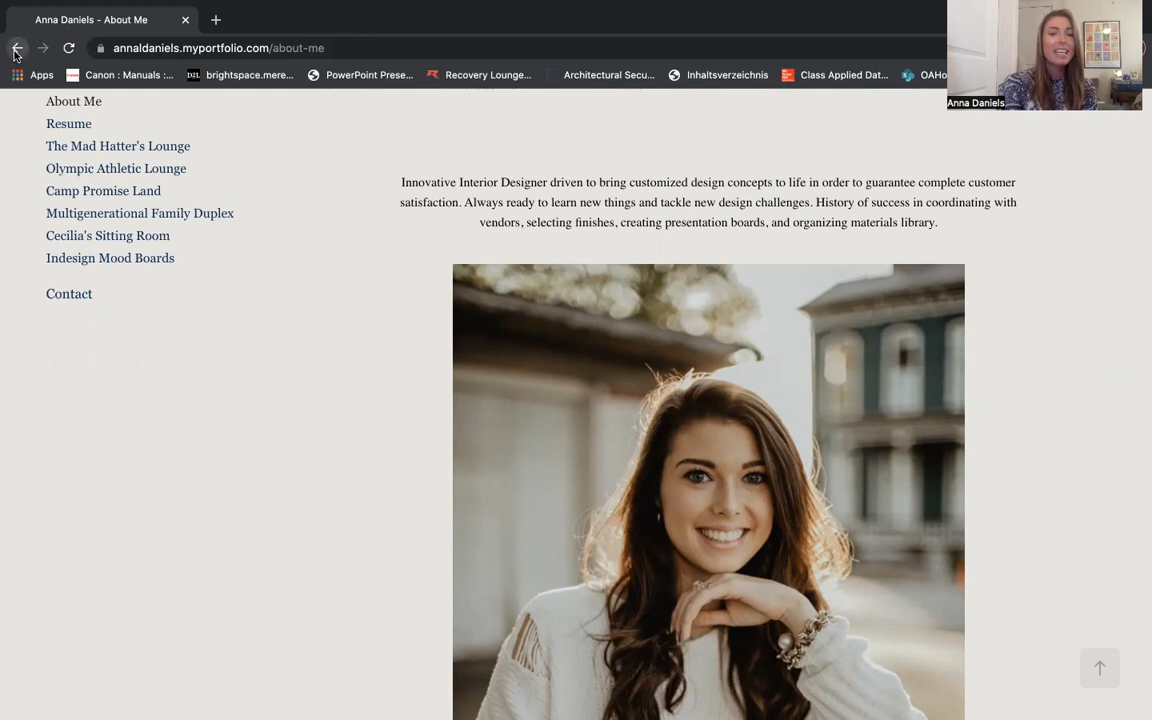 Anna Daniels - About Me
annaldaniels.myportfolio.com/about-me
Apps
Canon : Manuals :...
D2L
brightspace.mere...
PowerPoint Prese...
Recovery Lounge...
Architectural Secu...
Inhaltsverzeichnis
Class Applied Dat...
OAHo
Anna Daniels
About Me
Resume
The Mad Hatter's Lounge
Olympic Athletic Lounge
Camp Promise Land
Multigenerational Family Duplex
Cecilia's Sitting Room
Indesign Mood Boards
Contact
Innovative Interior Designer driven to bring customized design concepts to life in order to guarantee complete customer
satisfaction. Always ready to learn new things and tackle new design challenges. History of success in coordinating with
vendors, selecting finishes, creating presentation boards, and organizing materials library.